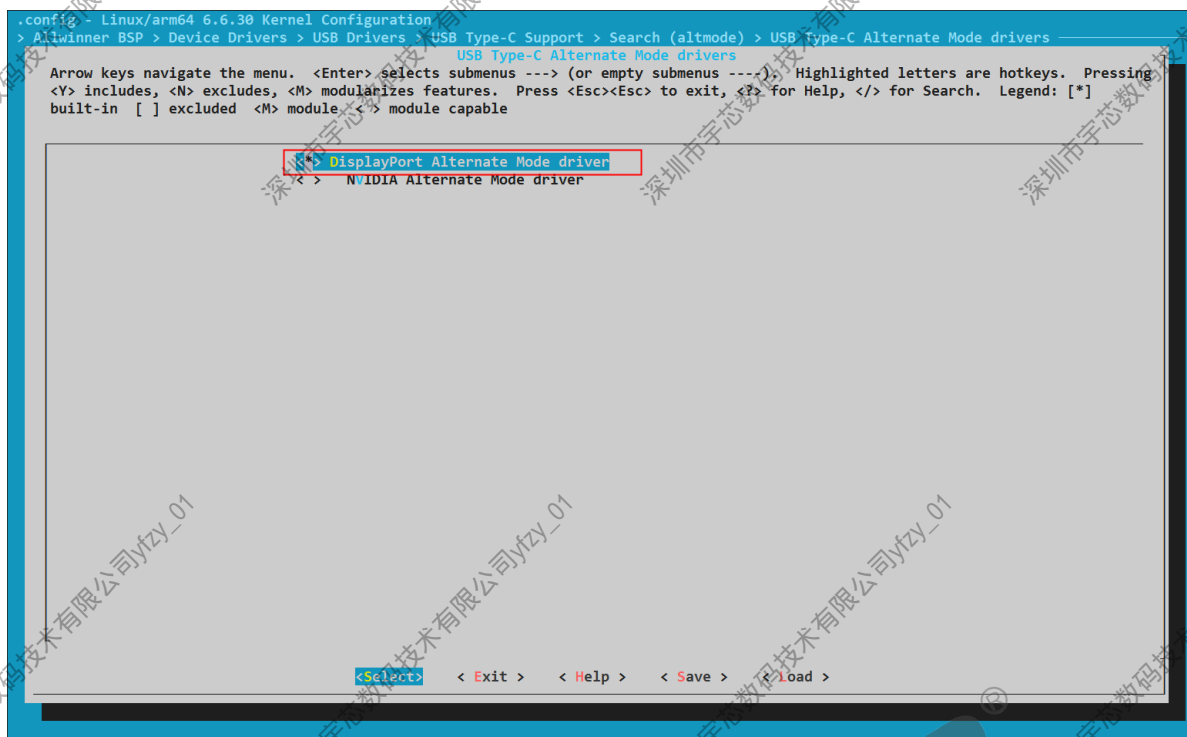 .config - Linux/arm64 6.6.30 Kernel Configuration
> Allwinner BSP > Device Drivers > USB Drivers > USB Type-C Support > Search (altmode) > USB Type-C Alternate Mode drivers
USB Type-C Alternate Mode drivers
Arrow keys navigate the menu.  <Enter> selects submenus ---> (or empty submenus ----).  Highlighted letters are hotkeys.  Pressing
<Y> includes, <N> excludes, <M> modularizes features.  Press <Esc><Esc> to exit, <?> for Help, </> for Search.  Legend: [*]
built-in  [ ] excluded  <M> module  < > module capable
<*> DisplayPort Alternate Mode driver
< >   NVIDIA Alternate Mode driver
深圳市宇芯
深圳市宇芯
深圳市宇芯数码
数码技术有限公司yfzy_01
数码技术有限公司yfzy_01
数码技术有限公司yfzy_01
<Select>    < Exit >    < Help >    < Save >    < Load >
®